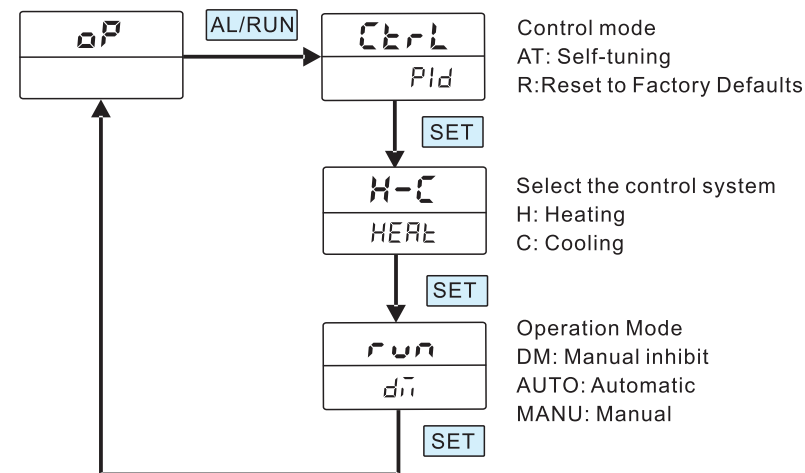 oP
AL/RUN
CtrL
PId
Control mode
AT: Self-tuning
R:Reset to Factory Defaults
SET
H-C
HEAt
Select the control system
H: Heating
C: Cooling
SET
run
dm
Operation Mode
DM: Manual inhibit
AUTO: Automatic
MANU: Manual
SET